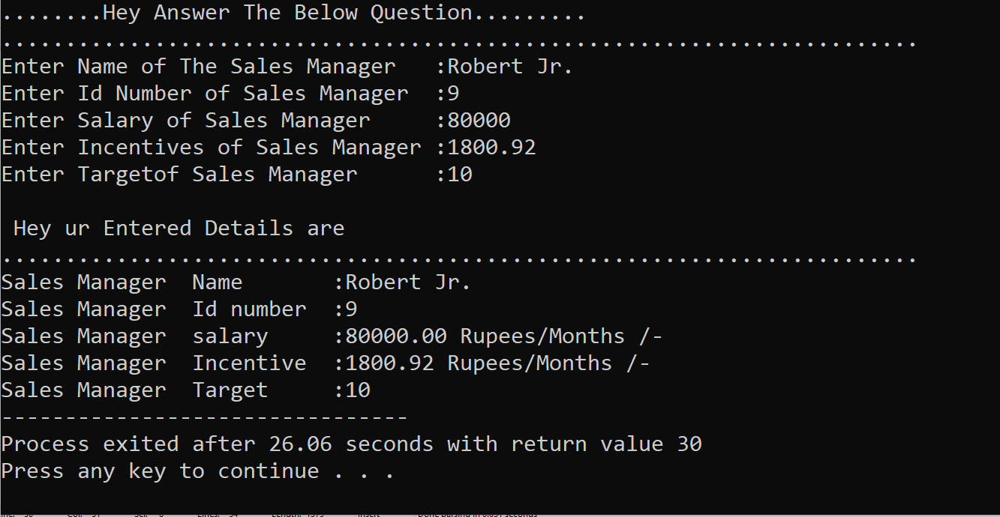 ........Hey Answer The Below Question.........
........................................................................
Enter Name of The Sales Manager   :Robert Jr.
Enter Id Number of Sales Manager  :9
Enter Salary of Sales Manager     :80000
Enter Incentives of Sales Manager :1800.92
Enter Targetof Sales Manager      :10
 Hey ur Entered Details are
........................................................................
Sales Manager  Name       :Robert Jr.
Sales Manager  Id number  :9
Sales Manager  salary     :80000.00 Rupees/Months /-
Sales Manager  Incentive  :1800.92 Rupees/Months /-
Sales Manager  Target     :10
--------------------------------
Process exited after 26.06 seconds with return value 30
Press any key to continue . . .